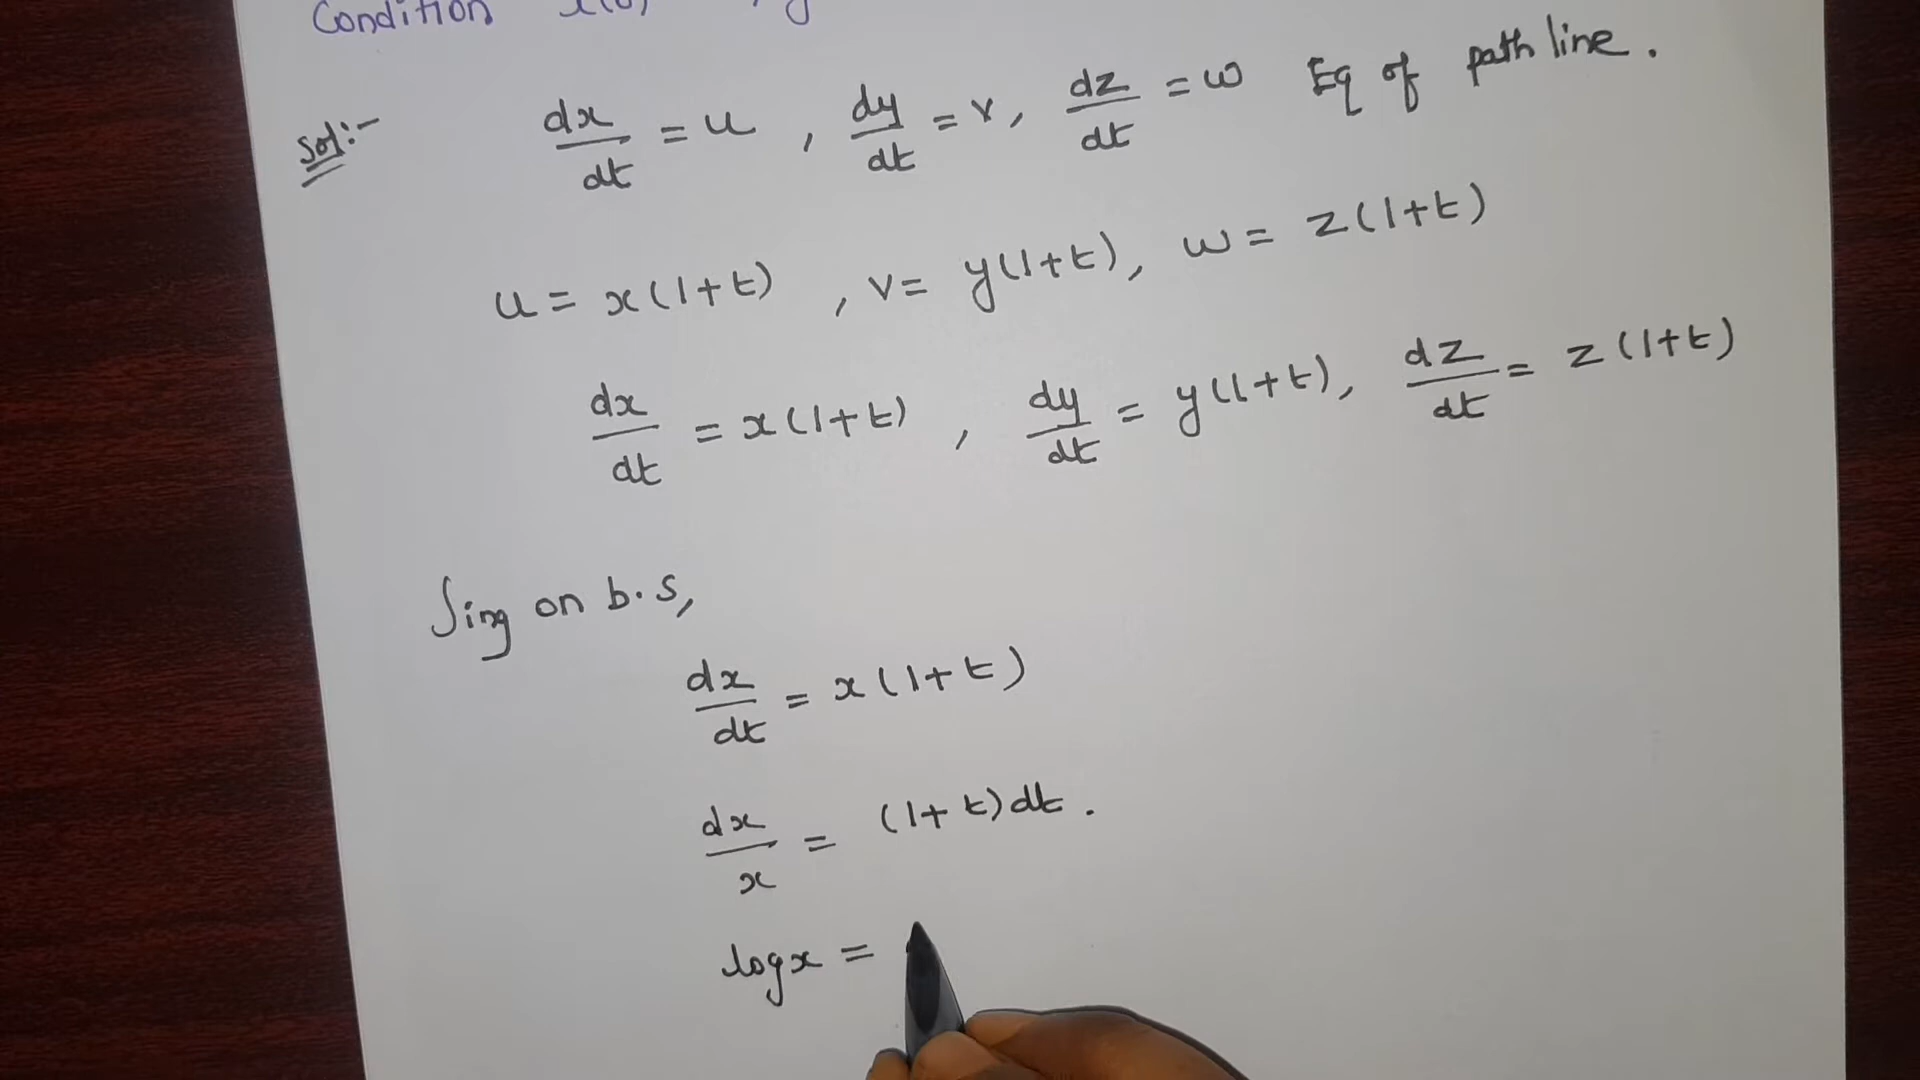 Condition
Sol:- dx/dt = u , dy/dt = v, dz/dt = w Eq of path line.
u = x(1+t) , v = y(1+t), w = z(1+t)
dx/dt = x(1+t) , dy/dt = y(1+t), dz/dt = z(1+t)
∫ing on b.s,
dx/dt = x(1+t)
dx/x = (1+t)dt.
logx =